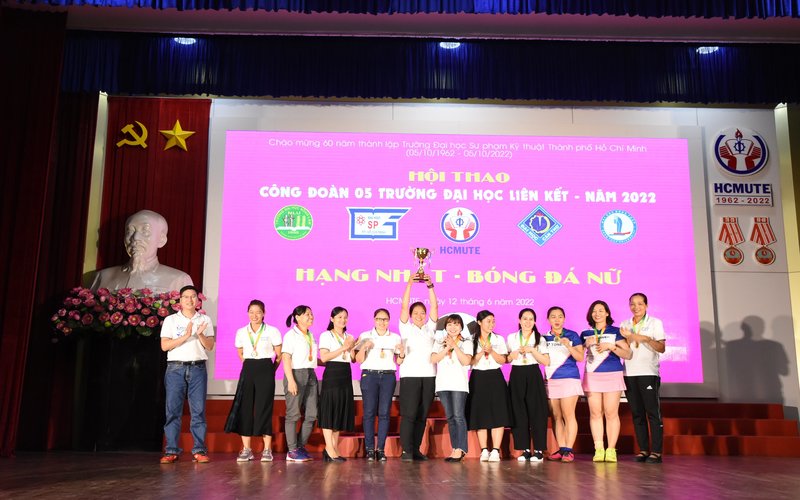 Chào mừng 60 năm thành lập Trường Đại học Sư phạm Kỹ thuật Thành phố Hồ Chí Minh
(05/10/1962 - 05/10/2022)
HỘI THAO
CÔNG ĐOÀN 05 TRƯỜNG ĐẠI HỌC LIÊN KẾT - NĂM 2022
SP
HCMUTE
HẠNG NHẤT - BÓNG ĐÁ NỮ
HCMUTE, ngày 12 tháng 6 năm 2022
HCMUTE
1962 - 2022